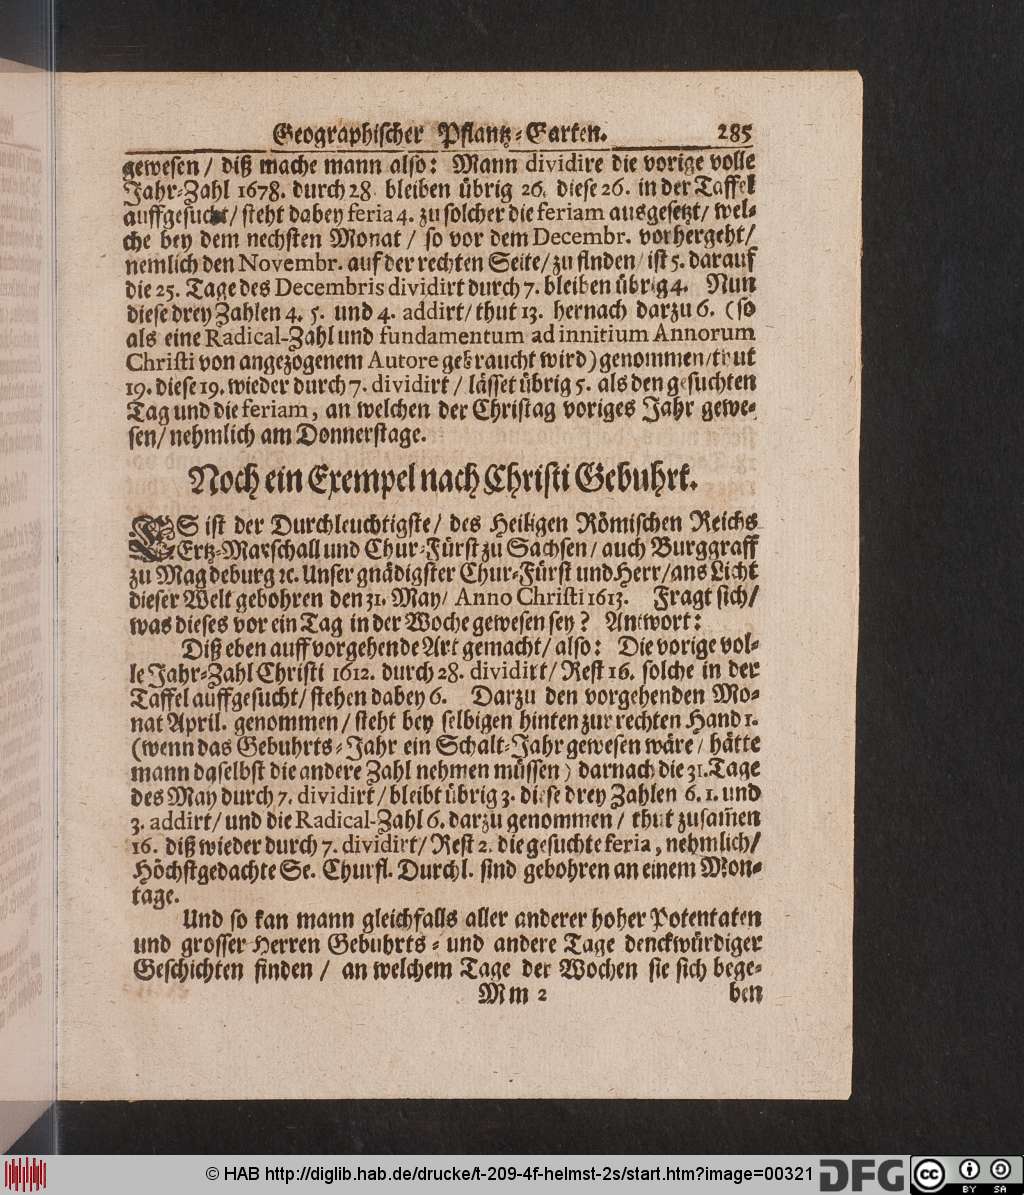 Geographischer Pflantz-Garten. 285
gewesen / diß mache mann also: Mann dividire die vorige volle
Jahr-Zahl 1678. durch 28. bleiben übrig 26. diese 26. in der Taffel
auffgesucht / steht dabey feria 4. zu solcher die feriam ausgesetzt / wel-
che bey dem nechsten Monat / so vor dem Decembr. vorhergeht /
nemlich den Novembr. auf der rechten Seite / zu finden / ist 5. darauf
die 25. Tage des Decembris dividirt durch 7. bleiben übrig 4. Nun
diese drey Zahlen 4. 5. und 4. addirt / thut 13. hernach darzu 6. (so
als eine Radical-Zahl und fundamentum ad innitium Annorum
Christi von angezogenem Autore gebraucht wird) genommen / thut
19. diese 19. wieder durch 7. dividirt / lässet übrig 5. als den gesuchten
Tag und die feriam, an welchen der Christag voriges Jahr gewe-
sen / nehmlich am Donnerstage.
Noch ein Exempel nach Christi Gebuhrt.
ES ist der Durchleuchtigste / des Heiligen Römischen Reichs
Ertz-Marschall und Chur-Fürst zu Sachsen / auch Burggraff
zu Magdeburg ꝛc. Unser gnädigster Chur-Fürst und Herr / ans Licht
dieser Welt gebohren den 31. May / Anno Christi 1613. Fragt sich /
was dieses vor ein Tag in der Woche gewesen sey? Antwort:
Diß eben auff vorgehende Art gemacht / also: Die vorige vol-
le Jahr-Zahl Christi 1612. durch 28. dividirt / Rest 16. solche in der
Taffel auffgesucht / stehen dabey 6. Darzu den vorgehenden Mo-
nat April. genommen / steht bey selbigen hinten zur rechten Hand 1.
(wenn das Gebuhrts-Jahr ein Schalt-Jahr gewesen wäre / hätte
mann daselbst die andere Zahl nehmen müssen) darnach die 31. Tage
des May durch 7. dividirt / bleibt übrig 3. diese drey Zahlen 6. 1. und
3. addirt / und die Radical-Zahl 6. darzu genommen / thut zusam̃en
16. diß wieder durch 7. dividirt / Rest 2. die gesuchte feria, nehmlich /
Höchstgedachte Se. Churfl. Durchl. sind gebohren an einem Mon-
tage.
Und so kan mann gleichfalls aller anderer hoher Potentaten
und grosser Herren Gebuhrts- und andere Tage denckwürdiger
Geschichten finden / an welchem Tage der Wochen sie sich bege-
Mm 2 ben
© HAB http://diglib.hab.de/drucke/t-209-4f-helmst-2s/start.htm?image=00321 DFG cc BY SA